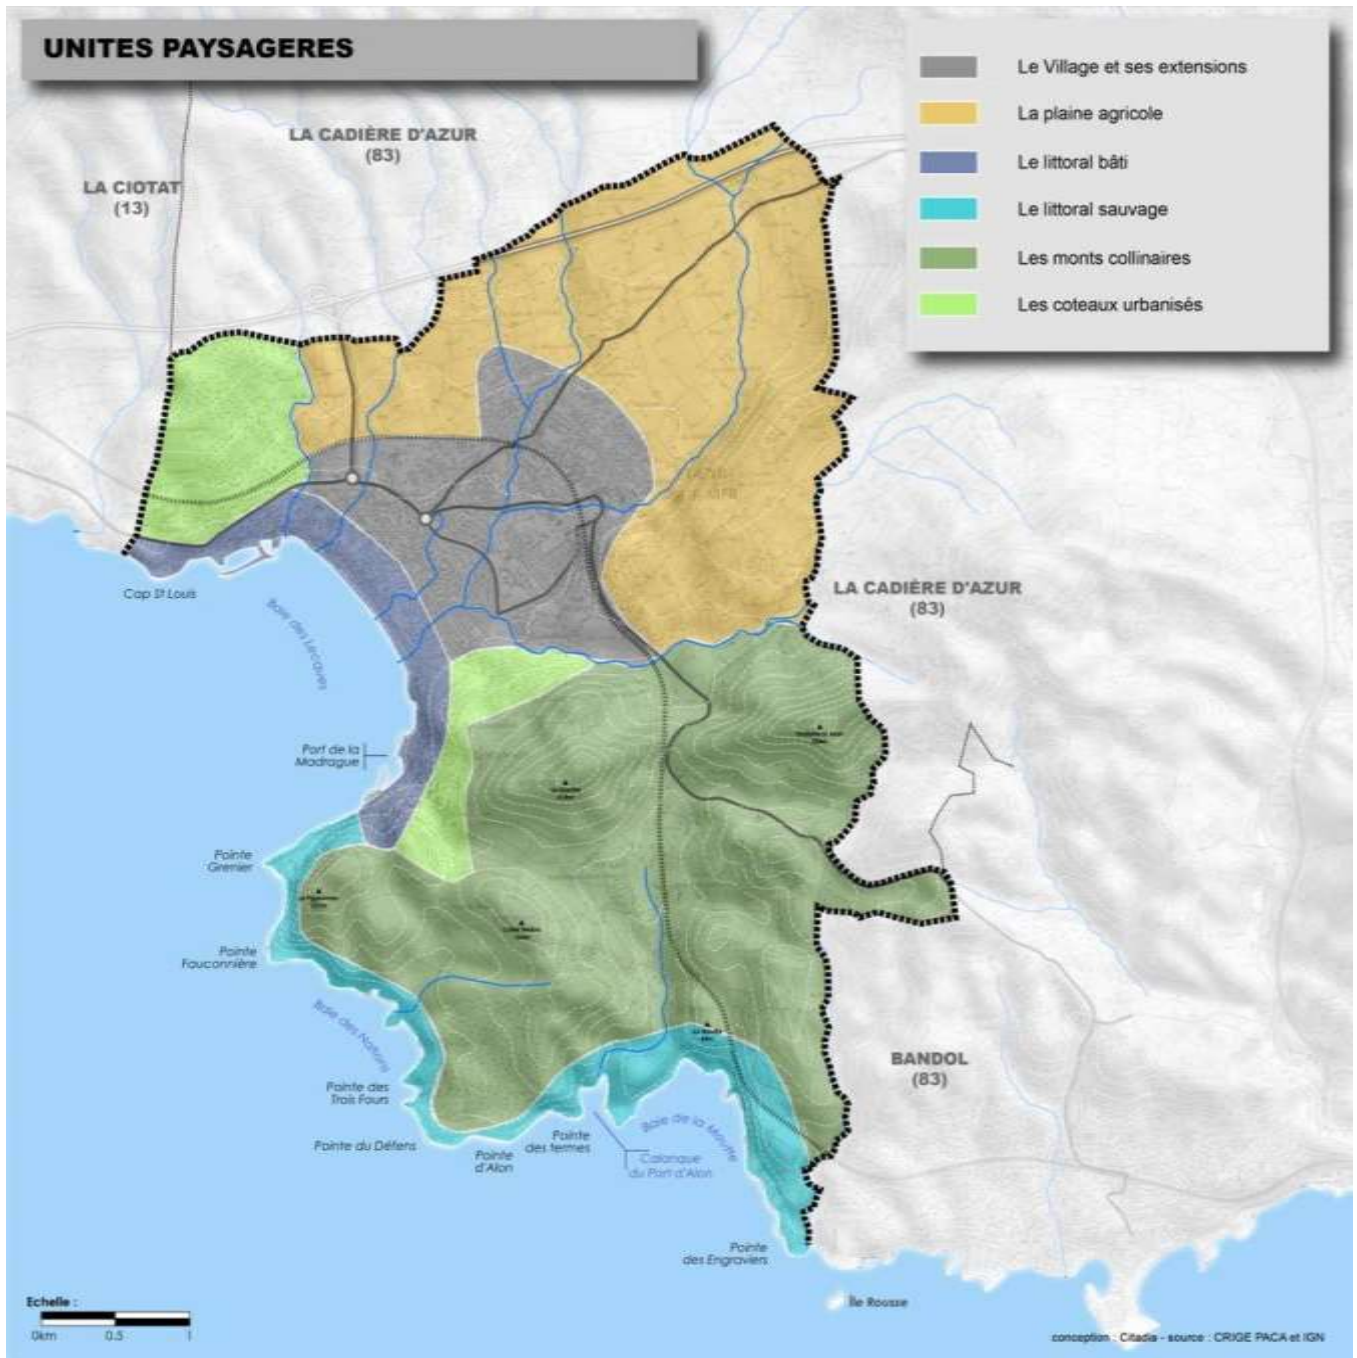 UNITES PAYSAGERES
Le Village et ses extensions
La plaine agricole
Le littoral bâti
Le littoral sauvage
Les monts collinaires
Les coteaux urbanisés
LA CADIÈRE D'AZUR
(83)
LA CIOTAT
(13)
Cap St Louis
Baie des Lecques
LA CADIÈRE D'AZUR
(83)
Port de la
Madrague
Pointe
Grenier
Pointe
Fauconnière
Baie des Nations
Pointe des
Trois Fours
Pointe du Défens
Pointe
d'Alon
Pointe
des termes
Baie de la Moutte
Calanque
du Port d'Alon
BANDOL
(83)
Pointe
des Engraviers
Île Rousse
Echelle :
0km 0.5 1
conception : Citadia - source : CRIGE PACA et IGN